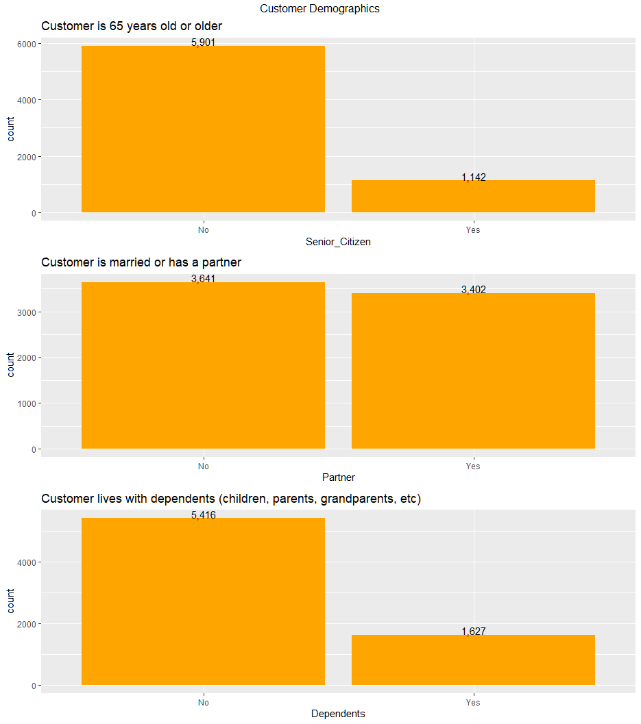 Customer Demographics
Customer is 65 years old or older
6000
4000
2000
0
count
5,901
1,142
No
Yes
Senior_Citizen
Customer is married or has a partner
3000
2000
1000
0
count
3,641
3,402
No
Yes
Partner
Customer lives with dependents (children, parents, grandparents, etc)
4000
2000
0
count
5,416
1,627
No
Yes
Dependents